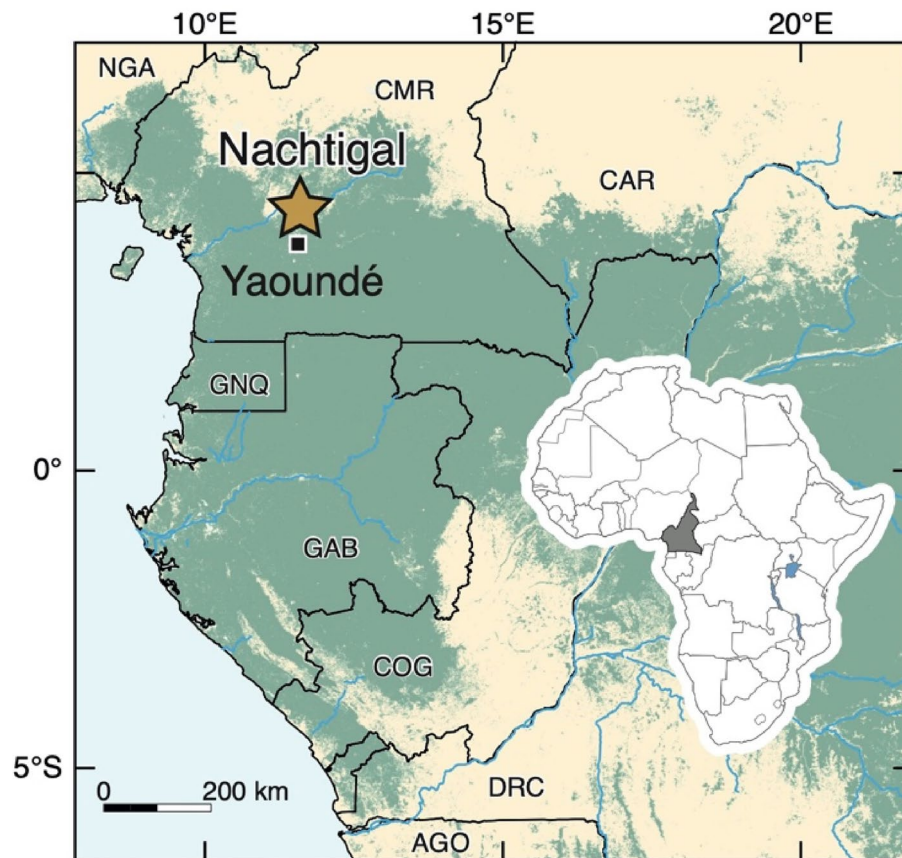 10°E 15°E 20°E
NGA
CMR
Nachtigal
CAR
Yaoundé
GNQ
0°
GAB
COG
5°S
0 200 km
DRC
AGO